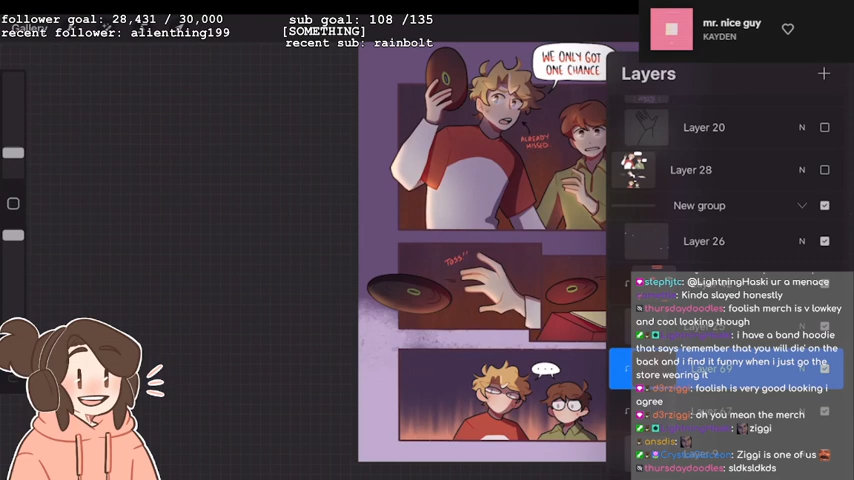 follower goal: 28,431 / 30,000
recent follower: alienthing199
sub goal: 108 /135
[SOMETHING]
recent sub: rainbolt
mr. nice guy
KAYDEN
WE ONLY GOT
ONE CHANCE
ALREADY
MISSED..
TOSS
...
Layers
Layer 20
N
Layer 28
N
New group
Layer 26
N
stephjtc: @LightningHaski ur a menace
: Kinda slayed honestly
thursdaydoodles: foolish merch is v lowkey
and cool looking though
: i have a band hoodie
that says 'remember that you will die' on the
back and i find it funny when i just go the
store wearing it
d3rziggi: foolish is very good looking i
agree
d3rziggi: oh you mean the merch
: ziggi
ansdis:
: Ziggi is one of us
thursdaydoodles: sldksldkds